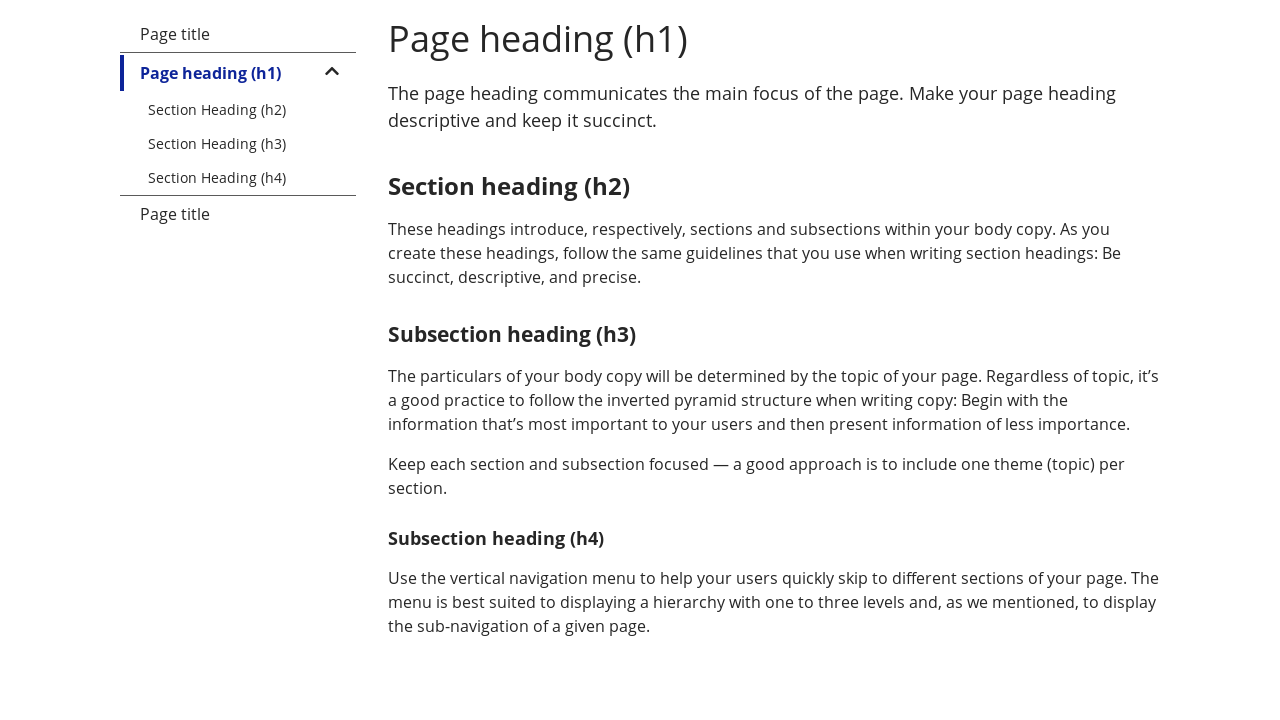 Page title
Page heading (h1)
Section Heading (h2)
Section Heading (h3)
Section Heading (h4)
Page title
Page heading (h1)
The page heading communicates the main focus of the page. Make your page heading
descriptive and keep it succinct.
Section heading (h2)
These headings introduce, respectively, sections and subsections within your body copy. As you
create these headings, follow the same guidelines that you use when writing section headings: Be
succinct, descriptive, and precise.
Subsection heading (h3)
The particulars of your body copy will be determined by the topic of your page. Regardless of topic, it’s
a good practice to follow the inverted pyramid structure when writing copy: Begin with the
information that’s most important to your users and then present information of less importance.
Keep each section and subsection focused — a good approach is to include one theme (topic) per
section.
Subsection heading (h4)
Use the vertical navigation menu to help your users quickly skip to different sections of your page. The
menu is best suited to displaying a hierarchy with one to three levels and, as we mentioned, to display
the sub-navigation of a given page.